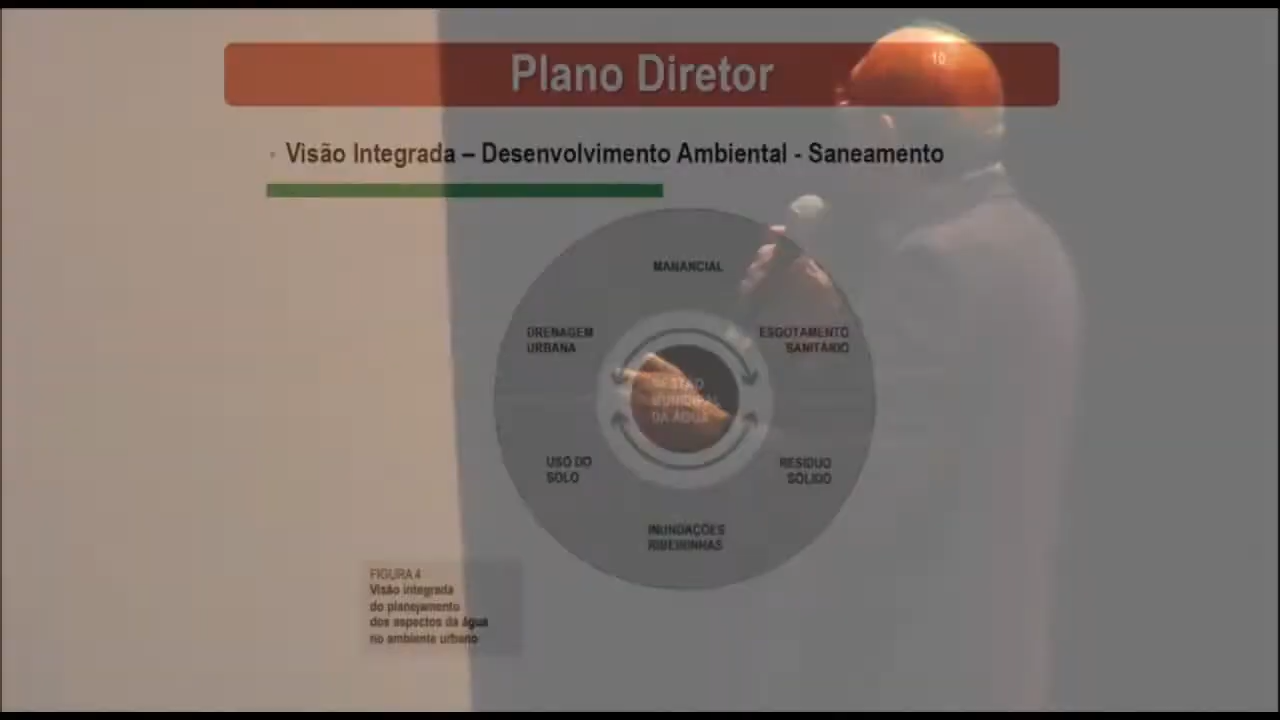 Plano Diretor
10
Visão Integrada – Desenvolvimento Ambiental - Saneamento
MANANCIAL
DRENAGEM
URBANA
ESGOTAMENTO
SANITÁRIO
GESTÃO
MUNICIPAL
DA ÁGUA
USO DO
SOLO
RESÍDUO
SÓLIDO
INUNDAÇÕES
RIBEIRINHAS
FIGURA 4
Visão integrada
do planejamento
dos aspectos da água
no ambiente urbano